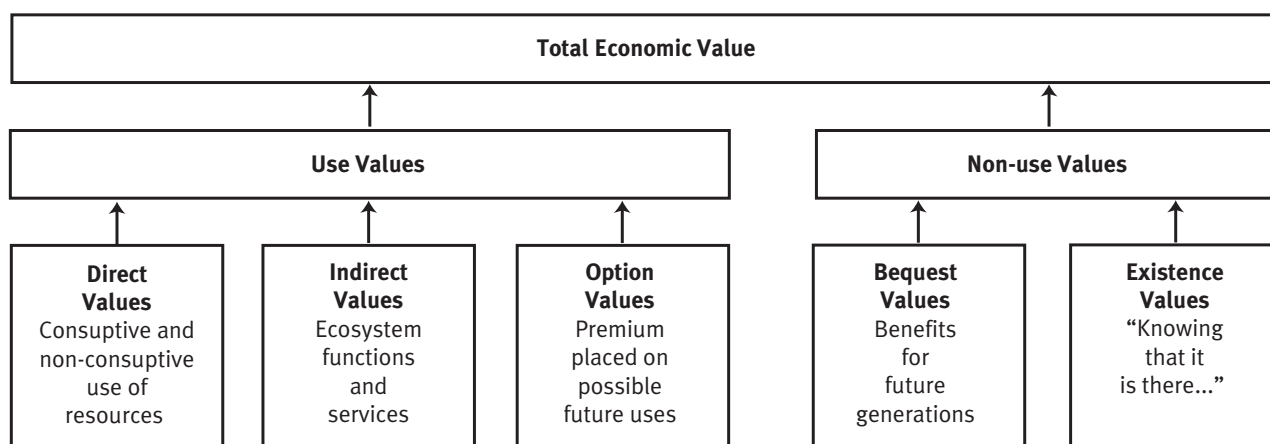 Total Economic Value
Use Values
Non-use Values
Direct
Values
Consuptive and
non-consuptive
use of
resources
Indirect
Values
Ecosystem
functions
and
services
Option
Values
Premium
placed on
possible
future uses
Bequest
Values
Benefits
for
future
generations
Existence
Values
“Knowing
that it
is there...”